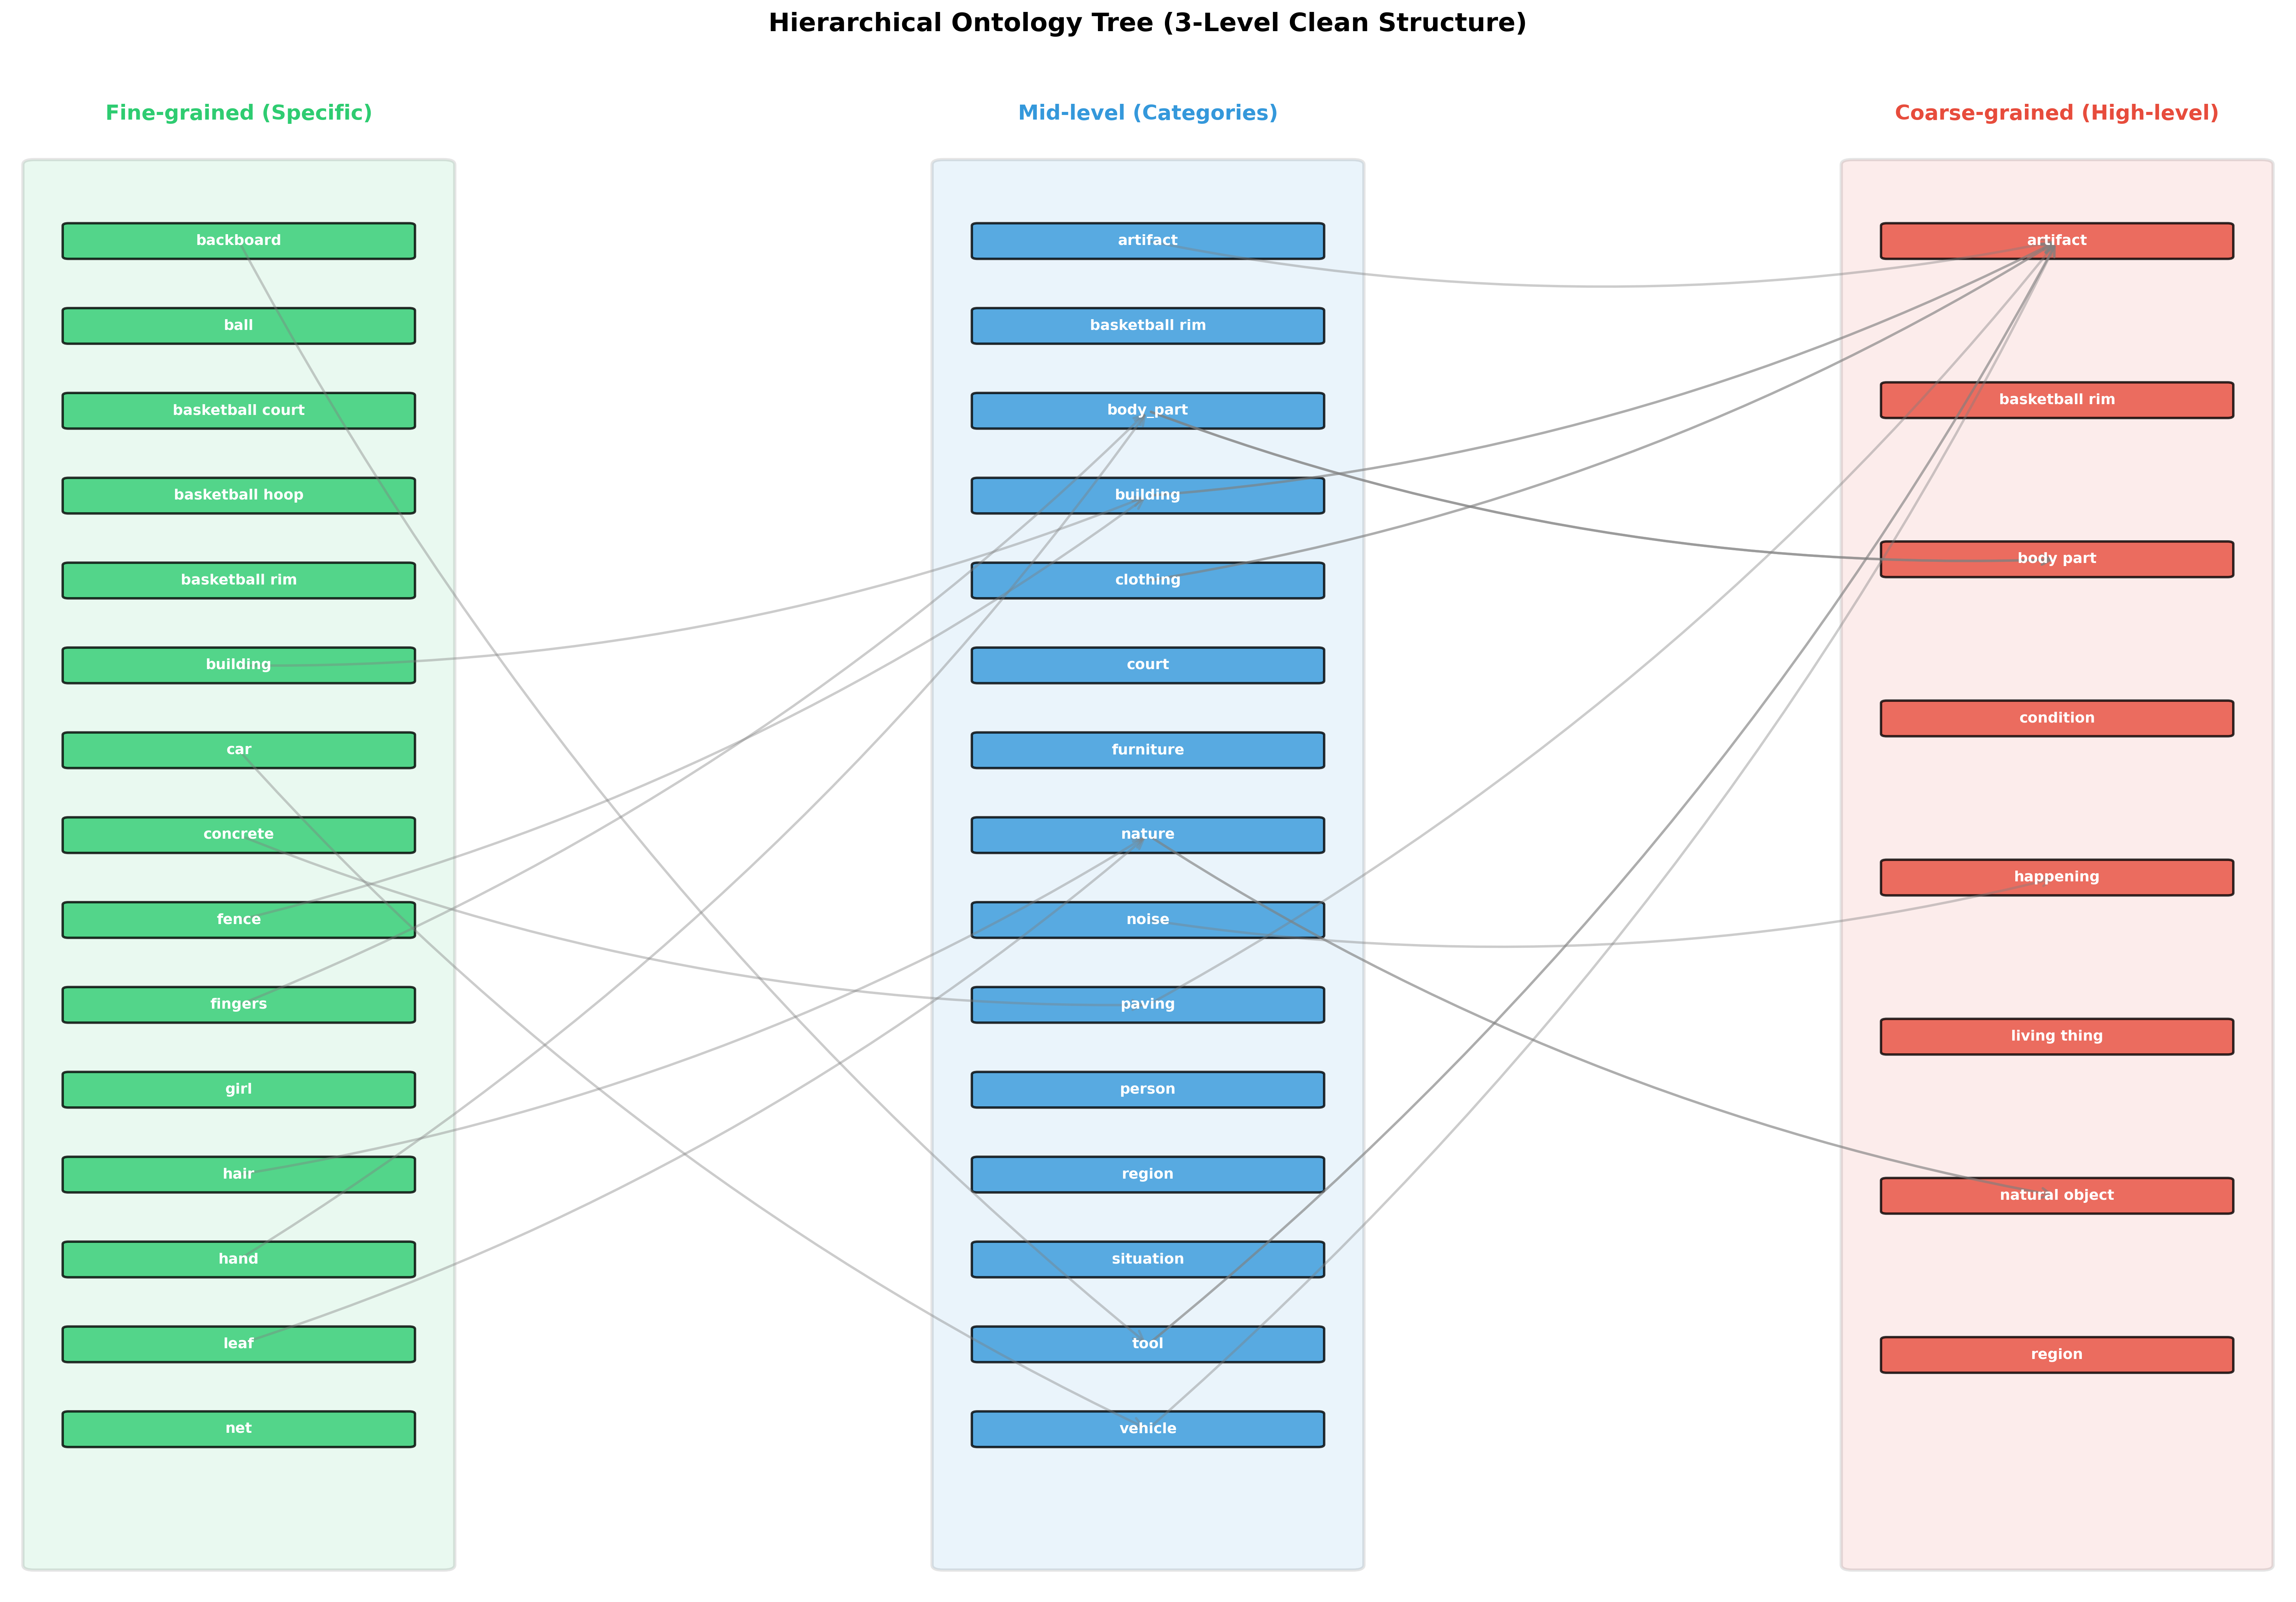 Hierarchical Ontology Tree (3-Level Clean Structure)
Fine-grained (Specific)
backboard
ball
basketball court
basketball hoop
basketball rim
building
car
concrete
fence
fingers
girl
hair
hand
leaf
net
Mid-level (Categories)
artifact
basketball rim
body_part
building
clothing
court
furniture
nature
noise
paving
person
region
situation
tool
vehicle
Coarse-grained (High-level)
artifact
basketball rim
body part
condition
happening
living thing
natural object
region